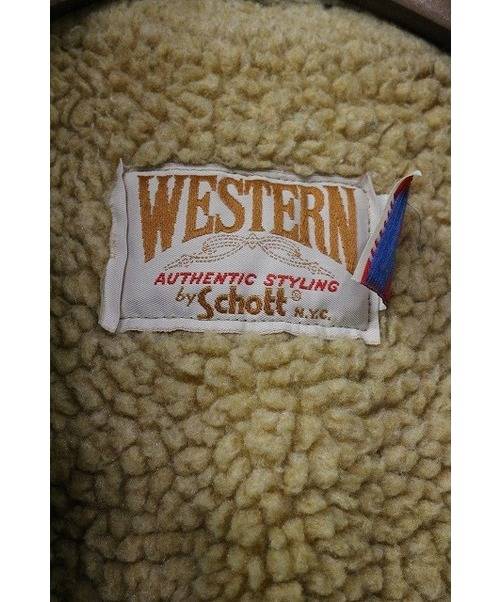 WESTERN
AUTHENTIC STYLING
by Schott® N.Y.C.